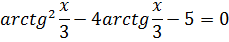 arctg² x/3 − 4arctg x/3 − 5 = 0